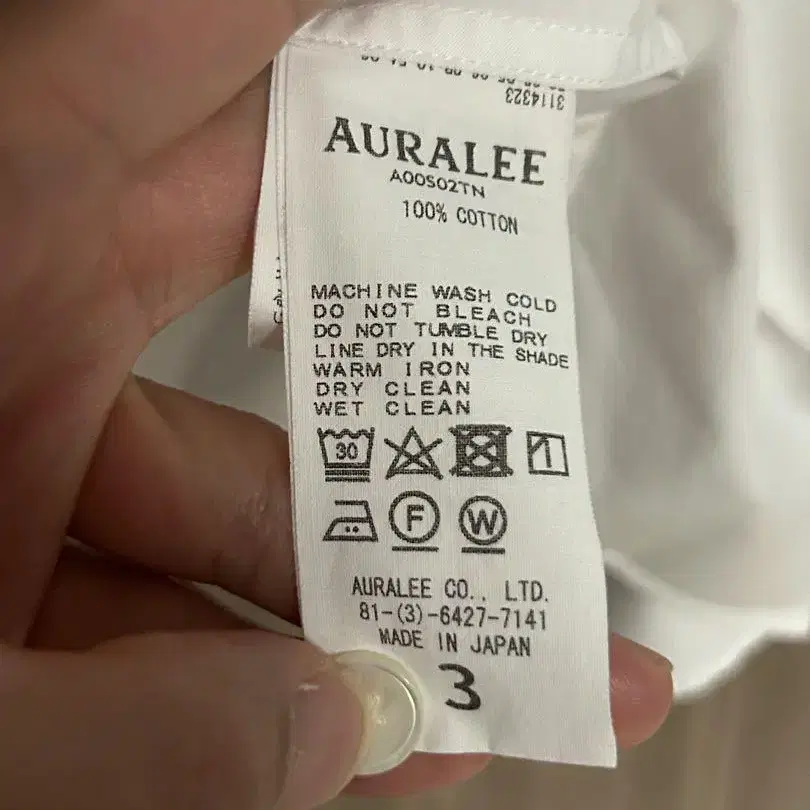 3114323
AURALEE
A00S02TN
100% COTTON
MACHINE WASH COLD
DO NOT BLEACH
DO NOT TUMBLE DRY
LINE DRY IN THE SHADE
WARM IRON
DRY CLEAN
WET CLEAN
30
F W
AURALEE CO., LTD.
81-(3)-6427-7141
MADE IN JAPAN
3